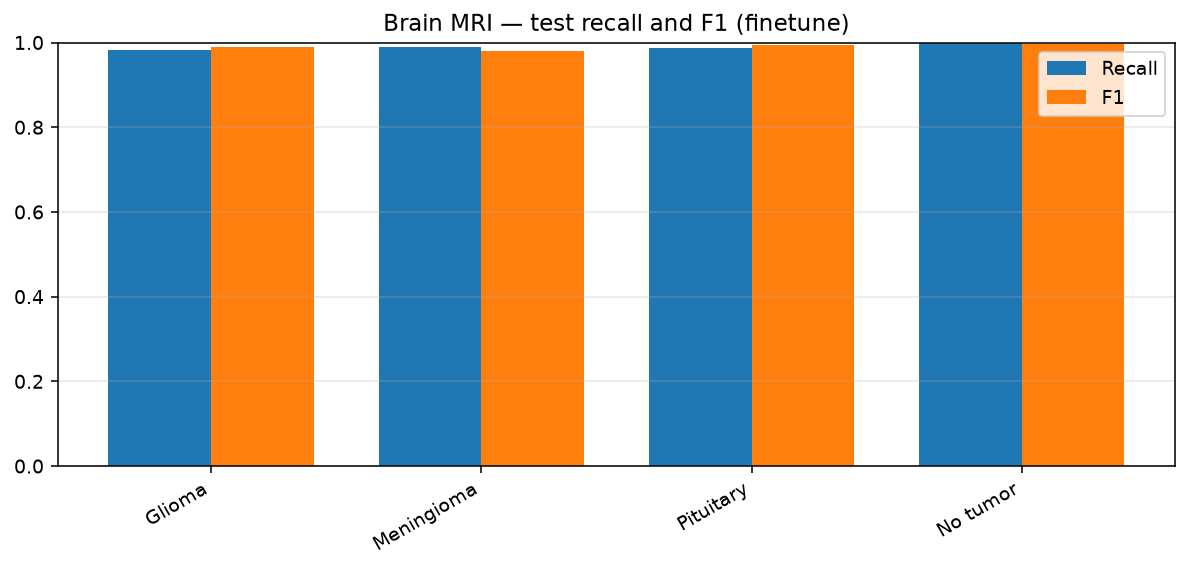 Brain MRI — test recall and F1 (finetune)
1.0
0.8
0.6
0.4
0.2
0.0
Recall
F1
Glioma
Meningioma
Pituitary
No tumor